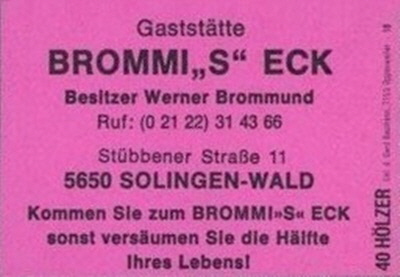 Gaststätte
BROMMI„S“ ECK
Besitzer Werner Brommund
Ruf: (0 21 22) 31 43 66
Stübbener Straße 11
5650 SOLINGEN-WALD
Kommen Sie zum BROMMI»S« ECK
sonst versäumen Sie die Hälfte
Ihres Lebens!
40 HÖLZER